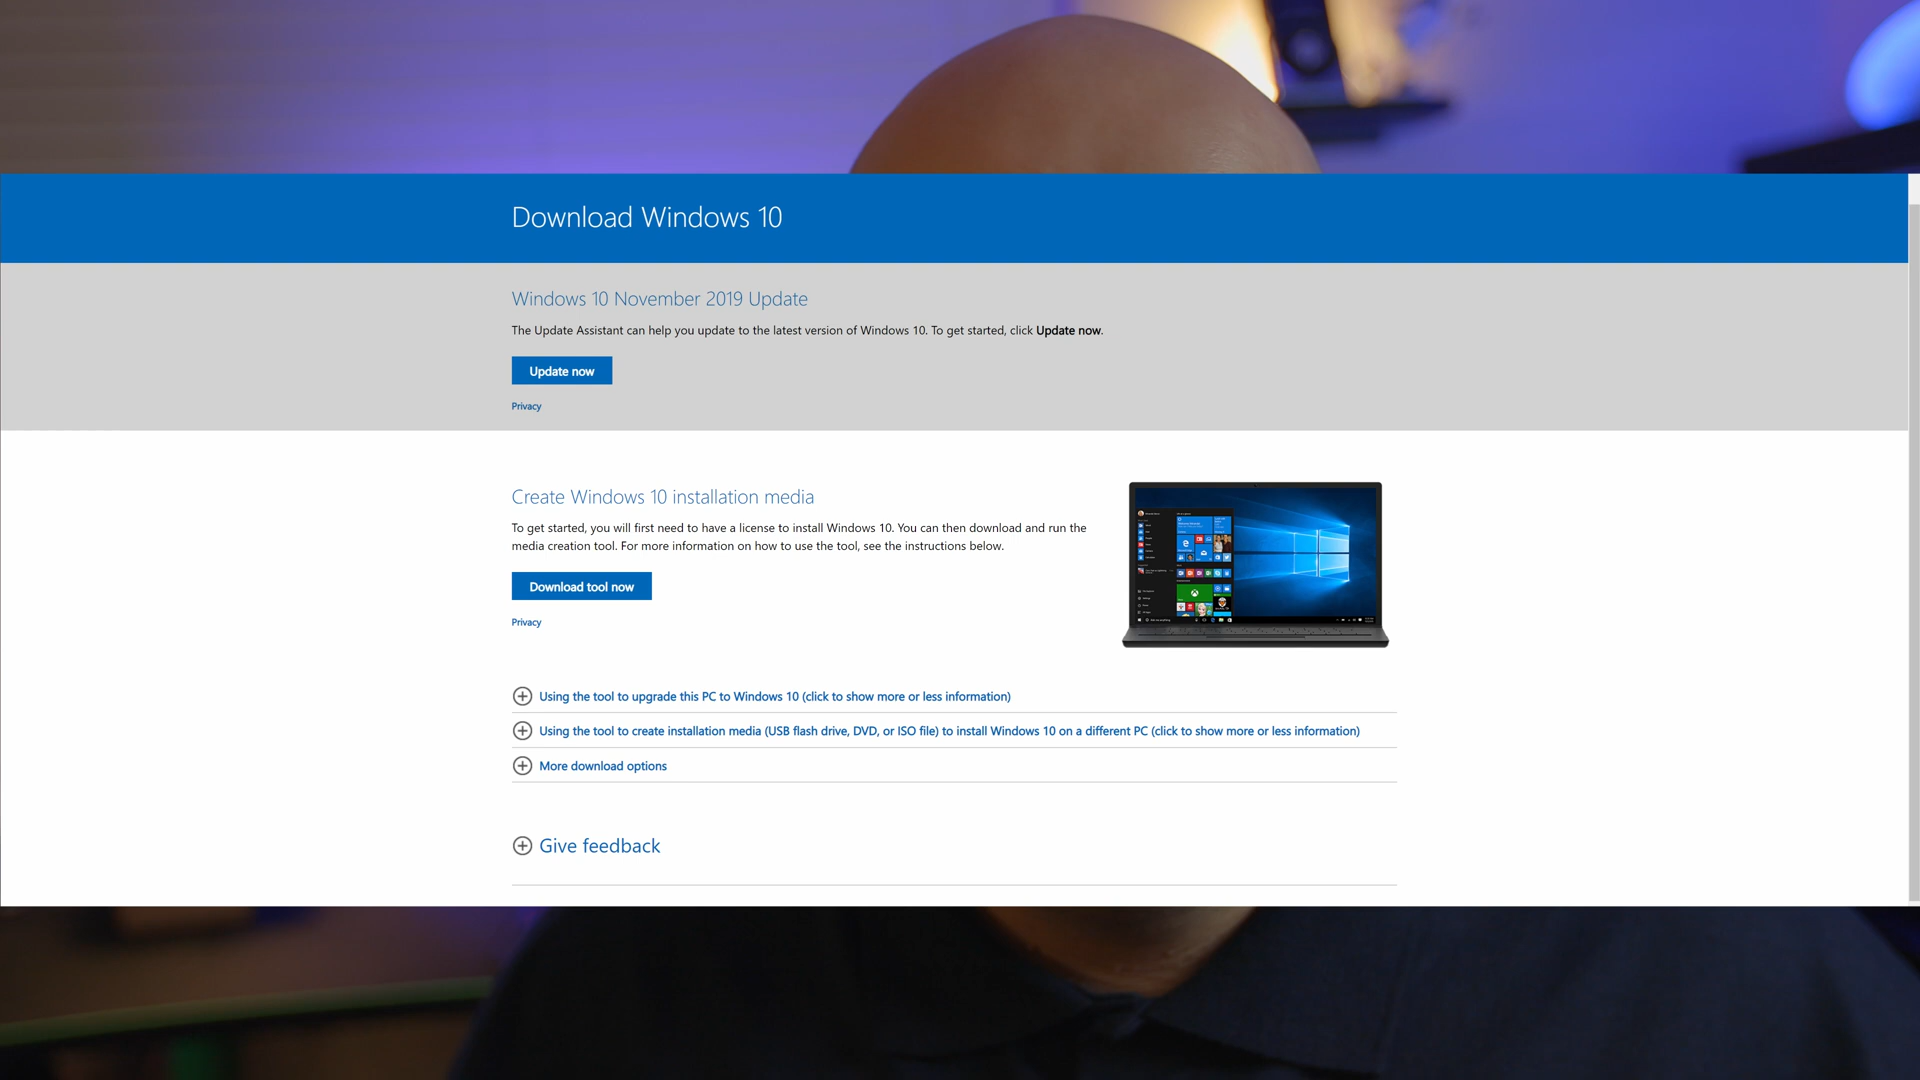 Download Windows 10
Windows 10 November 2019 Update
The Update Assistant can help you update to the latest version of Windows 10. To get started, click Update now.
Update now
Privacy
Create Windows 10 installation media
To get started, you will first need to have a license to install Windows 10. You can then download and run the
media creation tool. For more information on how to use the tool, see the instructions below.
Download tool now
Privacy
Using the tool to upgrade this PC to Windows 10 (click to show more or less information)
Using the tool to create installation media (USB flash drive, DVD, or ISO file) to install Windows 10 on a different PC (click to show more or less information)
More download options
Give feedback